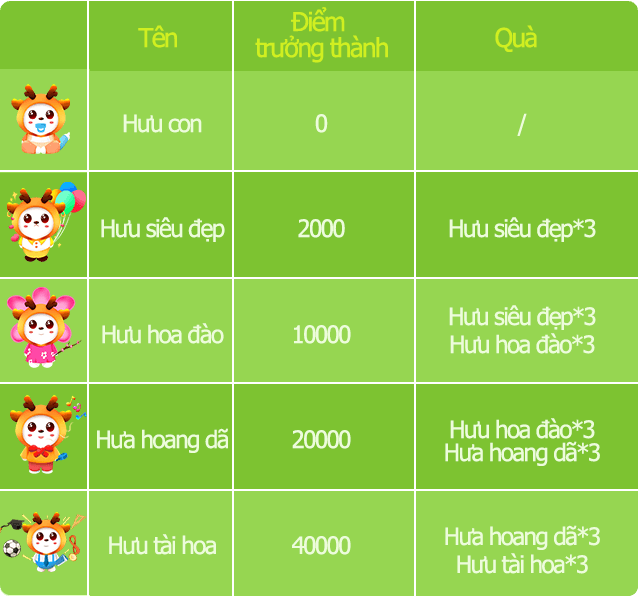 Tên
Điểm
trưởng thành
Quà
Hưu con
0
/
Hưu siêu đẹp
2000
Hưu siêu đẹp*3
Hưu hoa đào
10000
Hưu siêu đẹp*3
Hưu hoa đào*3
Hưa hoang dã
20000
Hưu hoa đào*3
Hưa hoang dã*3
Hưu tài hoa
40000
Hưa hoang dã*3
Hưu tài hoa*3